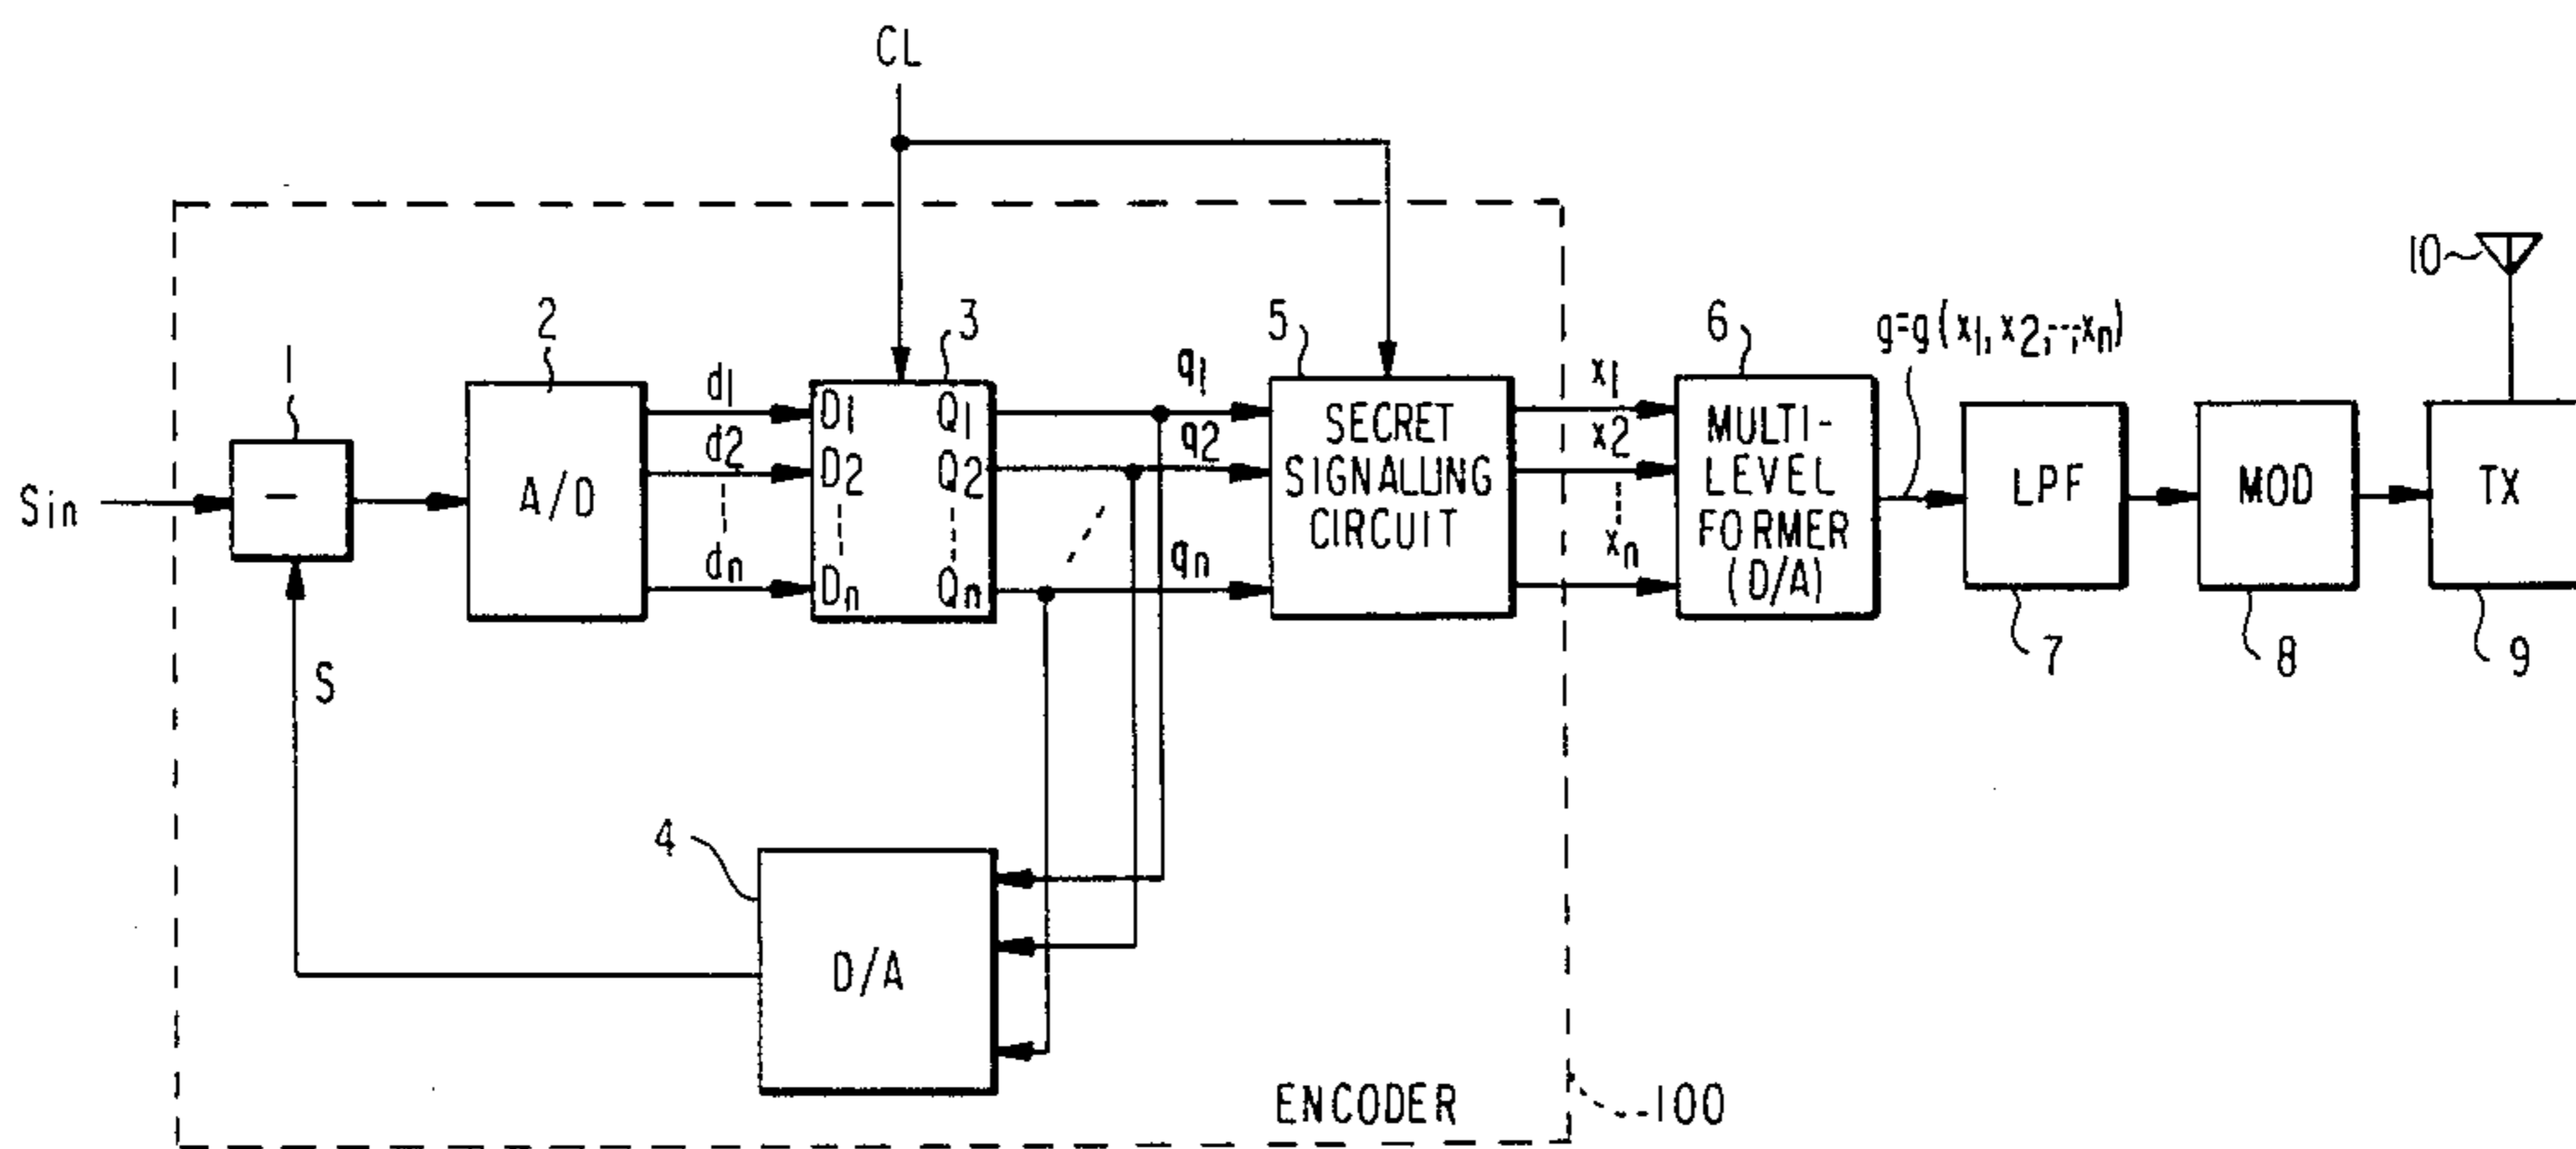 CL
10
1
2
3
5
6
g=g(x1, x2,---,xn)
Sin
−
A/D
d1
d2
dn
D1
D2
Dn
Q1
Q2
Qn
q1
q2
qn
SECRET
SIGNALLING
CIRCUIT
x1
x2
xn
MULTI-
LEVEL
FORMER
(D/A)
LPF
MOD
TX
7
8
9
S
4
D/A
ENCODER
100